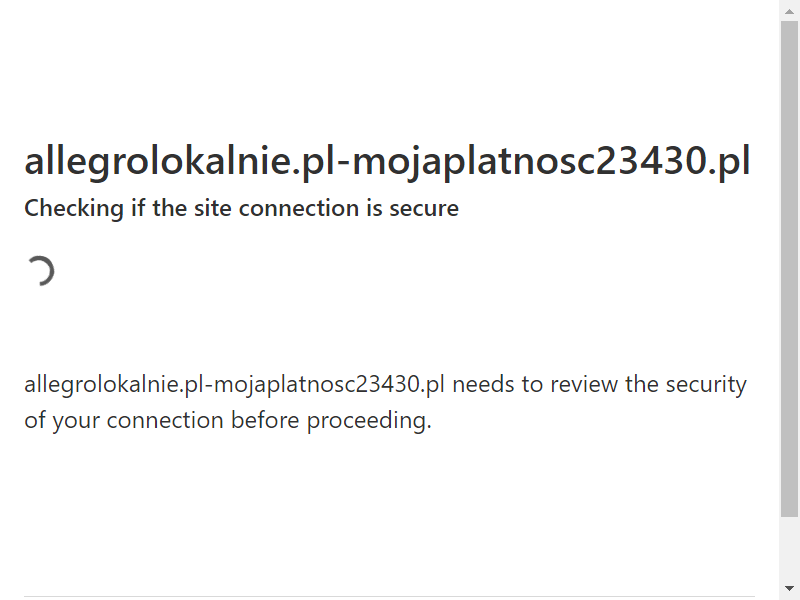 allegrolokalnie.pl-mojaplatnosc23430.pl
Checking if the site connection is secure
allegrolokalnie.pl-mojaplatnosc23430.pl needs to review the security
of your connection before proceeding.